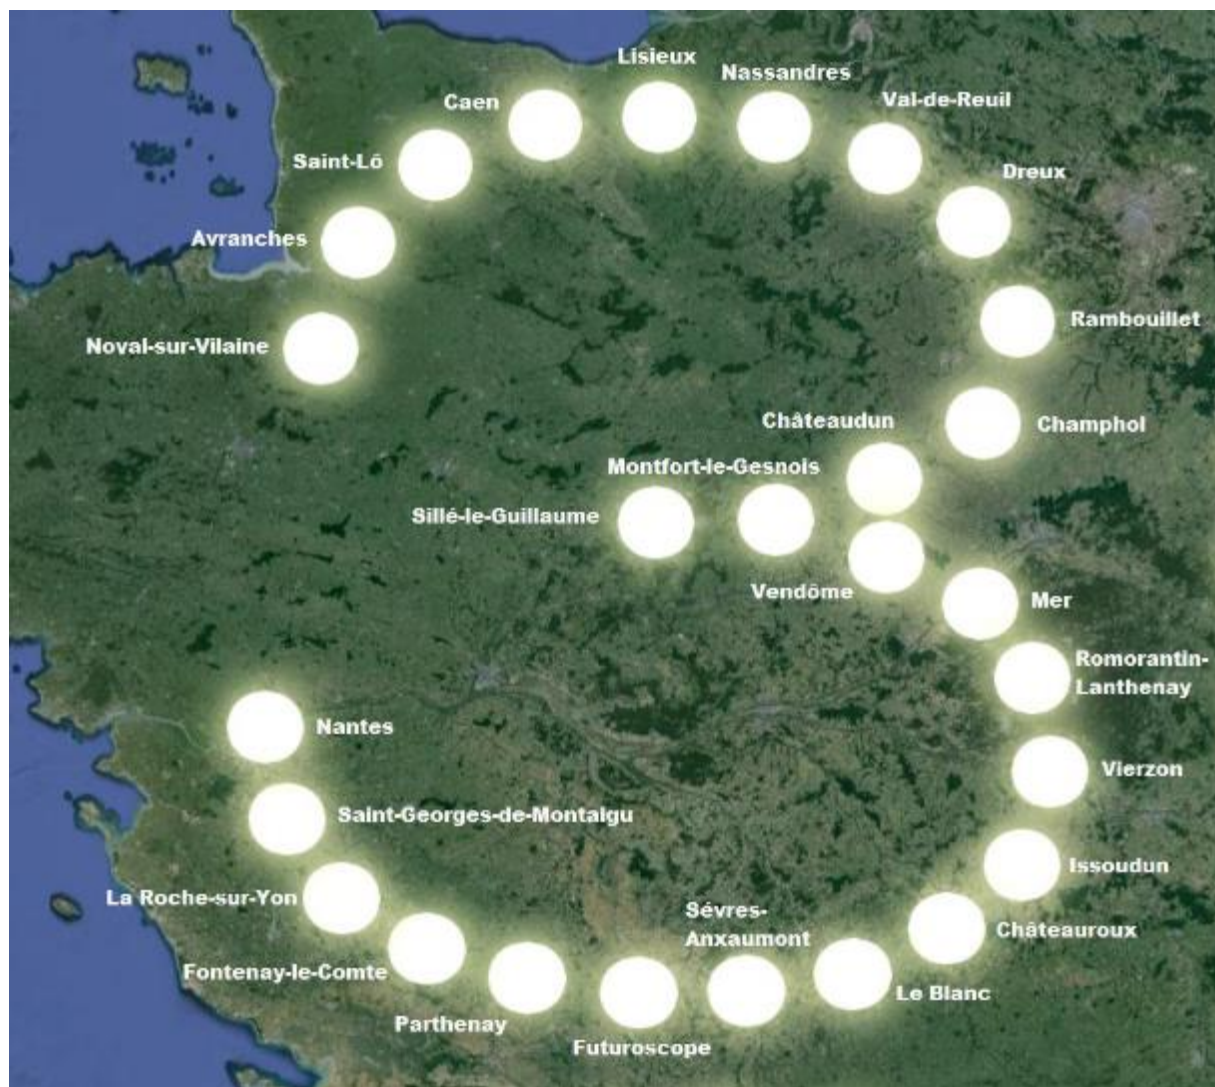 Lisieux
Nassandres
Caen
Val-de-Reuil
Saint-Lô
Dreux
Avranches
Rambouillet
Noval-sur-Vilaine
Châteaudun
Champhol
Montfort-le-Gesnois
Sillé-le-Guillaume
Vendôme
Mer
Romorantin-
Lanthenay
Nantes
Vierzon
Saint-Georges-de-Montaigu
Issoudun
La Roche-sur-Yon
Sévres-
Anxaumont
Châteauroux
Fontenay-le-Comte
Le Blanc
Parthenay
Futuroscope